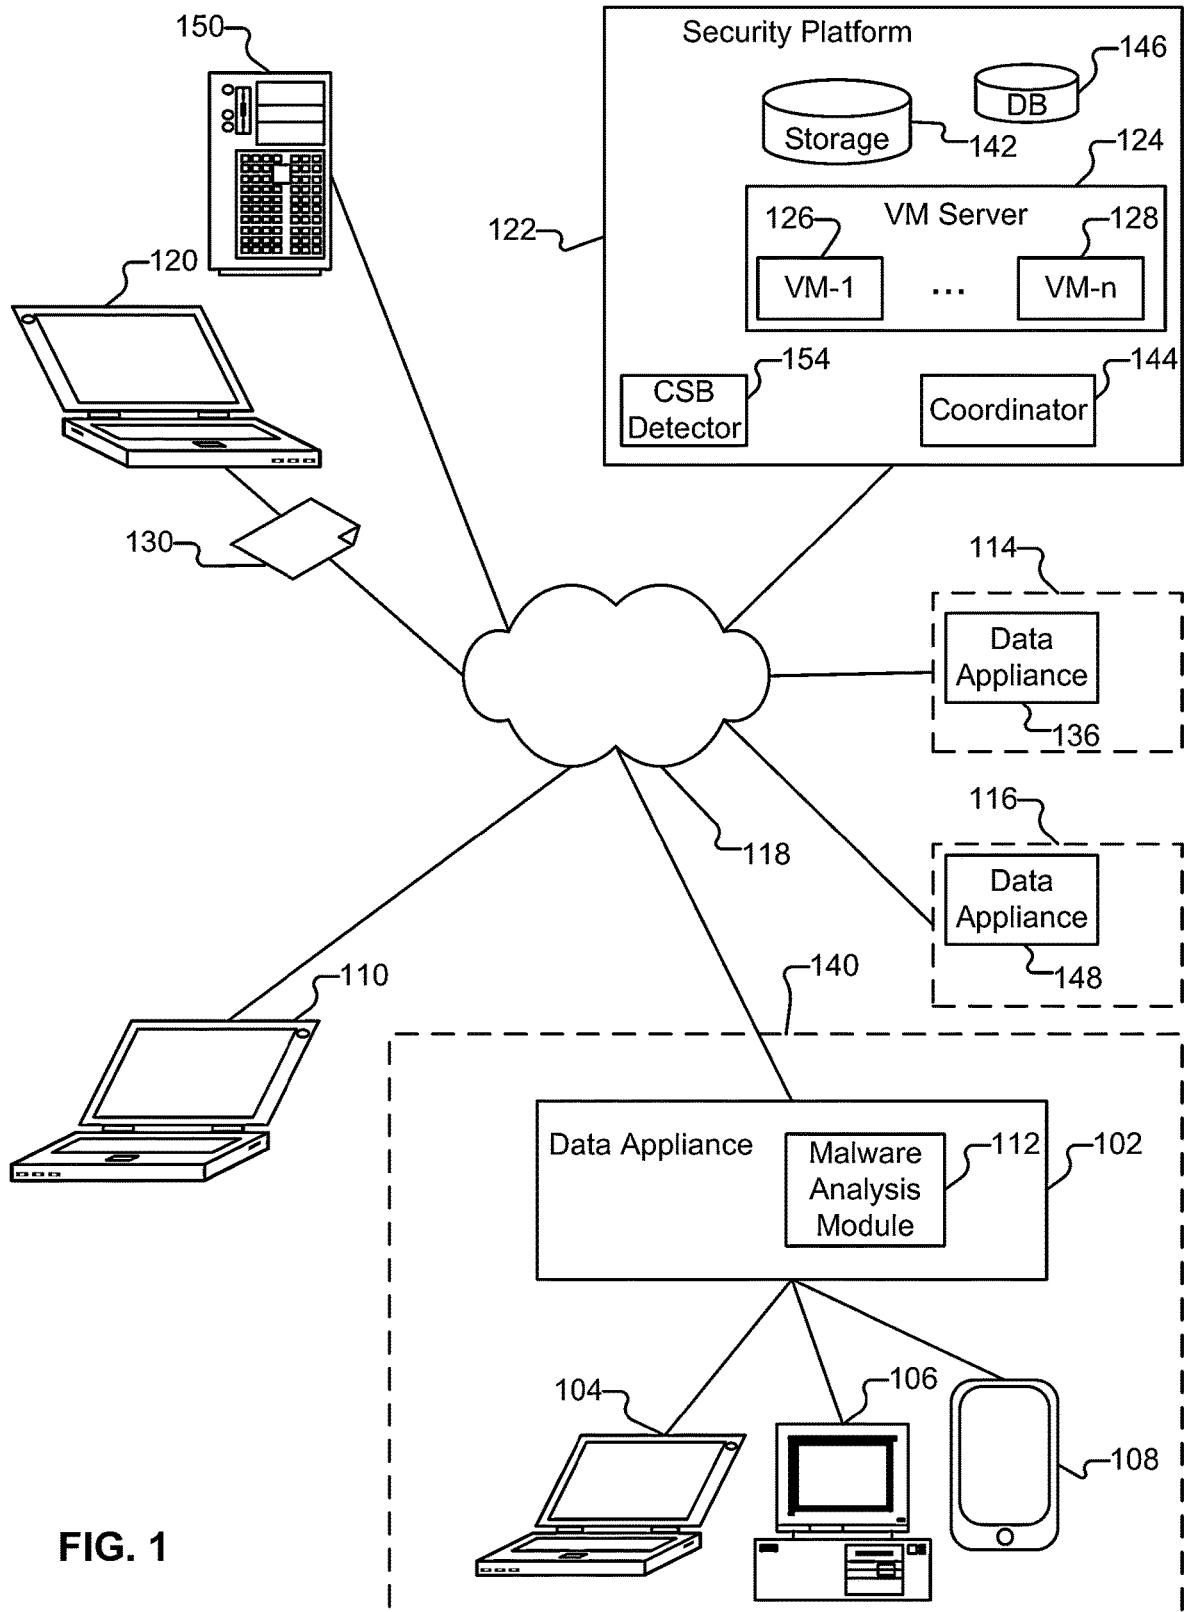 150
Security Platform
146
DB
Storage
142
124
VM Server
126
128
122
VM-1
...
VM-n
120
154
144
CSB
Detector
Coordinator
130
114
Data
Appliance
136
118
116
Data
Appliance
148
110
140
Data Appliance
Malware
Analysis
Module
112
102
104
106
108
FIG. 1